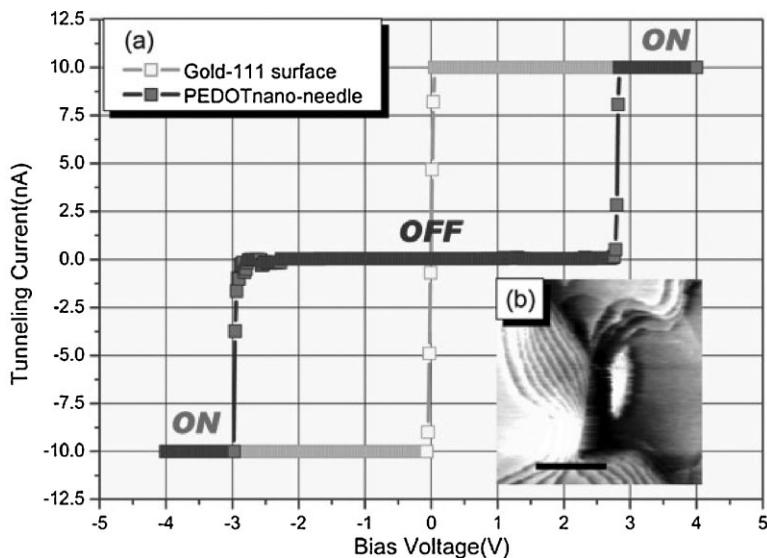 (a)
Gold-111 surface
PEDOTnano-needle
ON
OFF
ON
(b)
12.5
10.0
7.5
5.0
2.5
0.0
-2.5
-5.0
-7.5
-10.0
-12.5
Tunneling Current(nA)
-5 -4 -3 -2 -1 0 1 2 3 4 5
Bias Voltage(V)